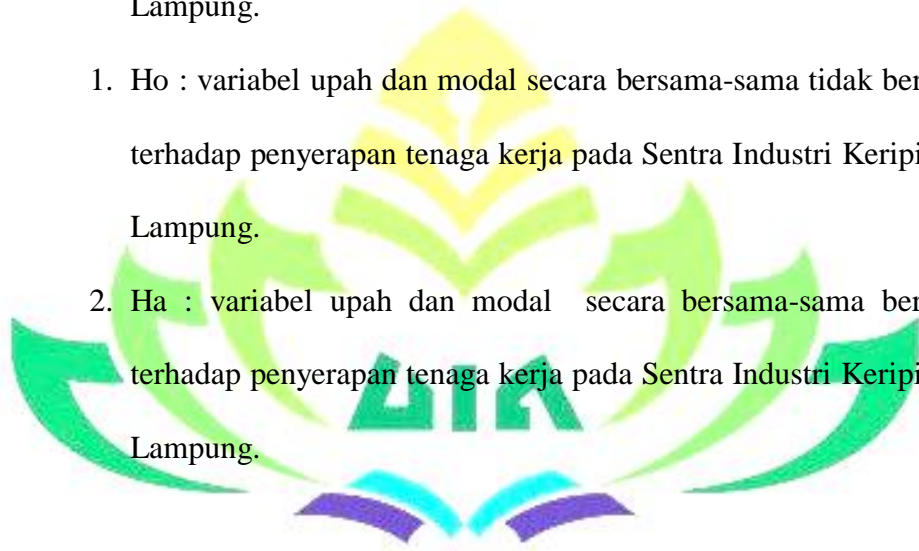 Lampung.
1. Ho : variabel upah dan modal secara bersama-sama tidak ber
terhadap penyerapan tenaga kerja pada Sentra Industri Keripi
Lampung.
2. Ha : variabel upah dan modal secara bersama-sama ber
terhadap penyerapan tenaga kerja pada Sentra Industri Keripi
Lampung.